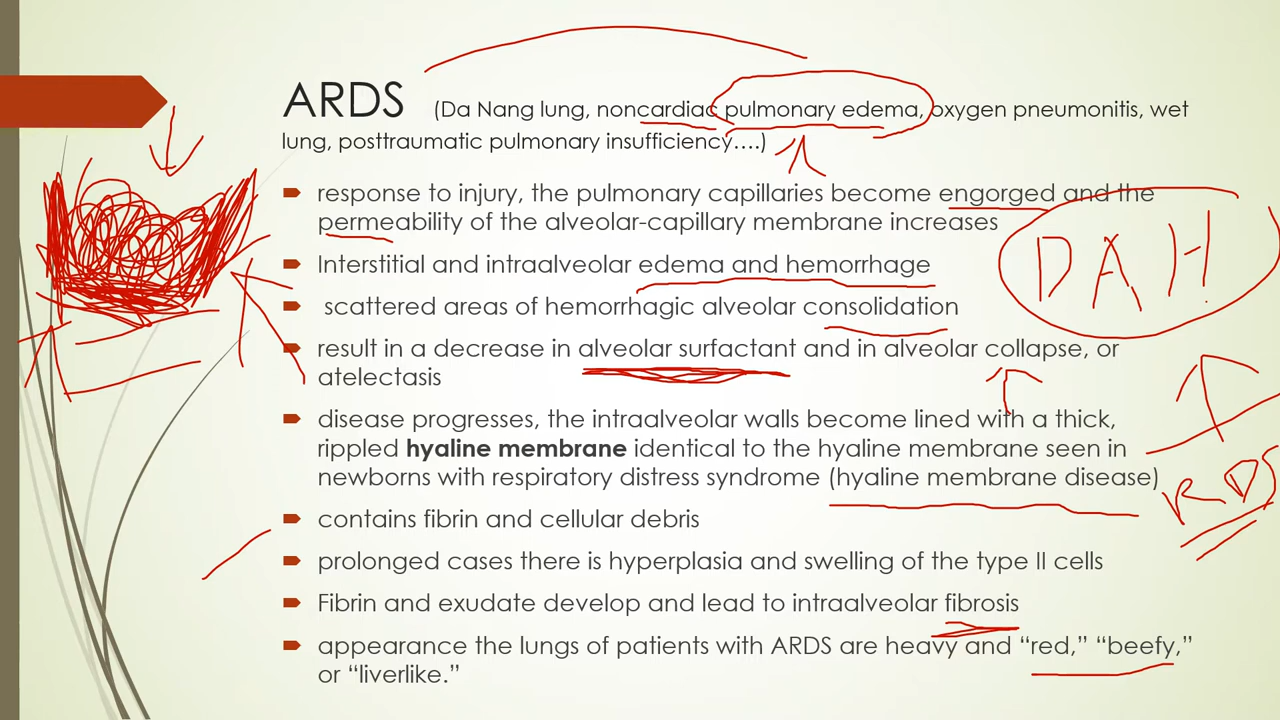 ARDS (Da Nang lung, noncardiac pulmonary edema, oxygen pneumonitis, wet
lung, posttraumatic pulmonary insufficiency….)
response to injury, the pulmonary capillaries become engorged and the
permeability of the alveolar-capillary membrane increases
DAH
Interstitial and intraalveolar edema and hemorrhage
scattered areas of hemorrhagic alveolar consolidation
result in a decrease in alveolar surfactant and in alveolar collapse, or
atelectasis
disease progresses, the intraalveolar walls become lined with a thick,
rippled hyaline membrane identical to the hyaline membrane seen in
newborns with respiratory distress syndrome (hyaline membrane disease)
RDS
contains fibrin and cellular debris
prolonged cases there is hyperplasia and swelling of the type II cells
Fibrin and exudate develop and lead to intraalveolar fibrosis
appearance the lungs of patients with ARDS are heavy and “red,” “beefy,”
or “liverlike.”